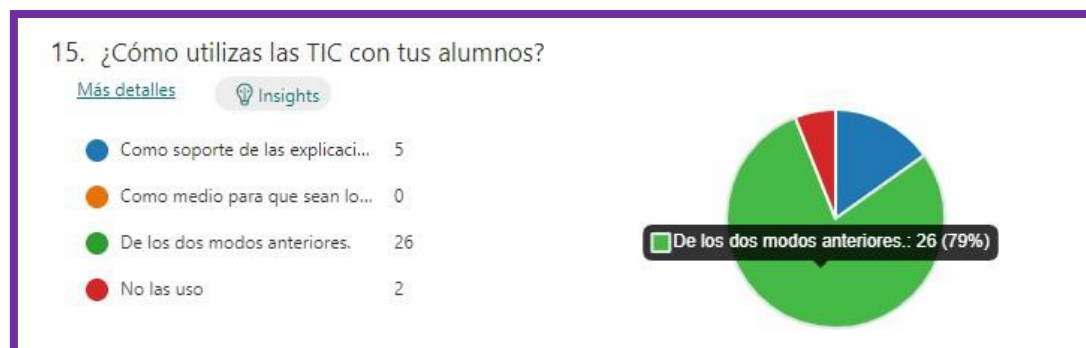 15. ¿Cómo utilizas las TIC con tus alumnos?
Más detalles Insights
Como soporte de las explicaci... 5
Como medio para que sean lo... 0
De los dos modos anteriores. 26
No las uso 2
De los dos modos anteriores.: 26 (79%)